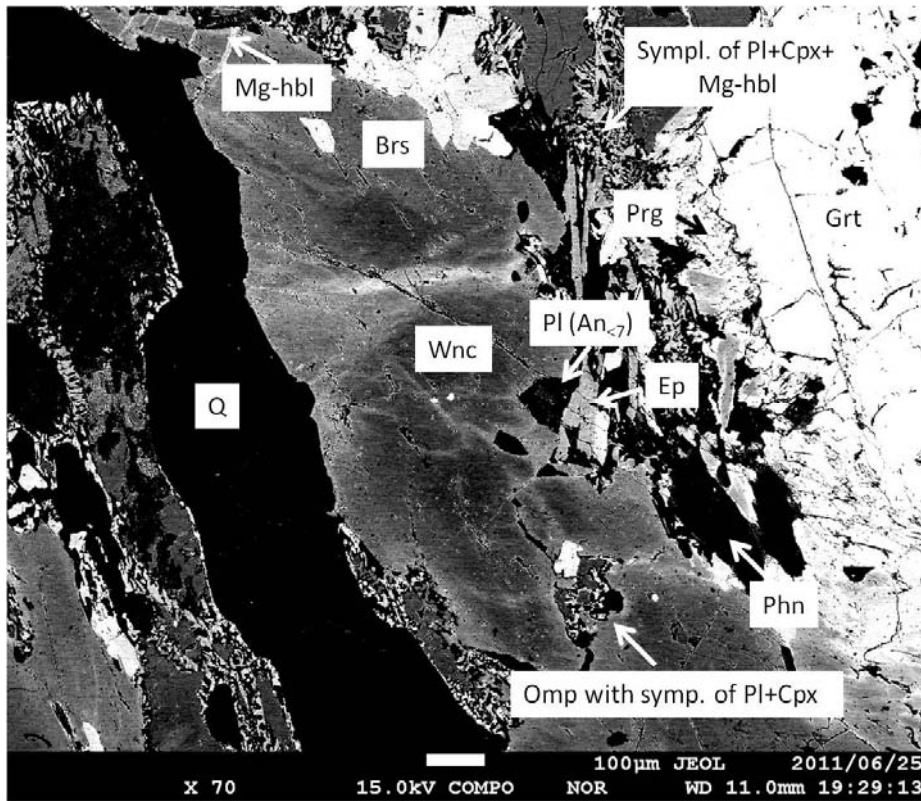 Mg-hbl
Sympl. of Pl+Cpx+
Mg-hbl
Brs
Prg
Grt
Pl (An<7)
Wnc
Ep
Q
Phn
Omp with symp. of Pl+Cpx
100µm JEOL 2011/06/25
X 70 15.0kV COMPO NOR WD 11.0mm 19:29:13